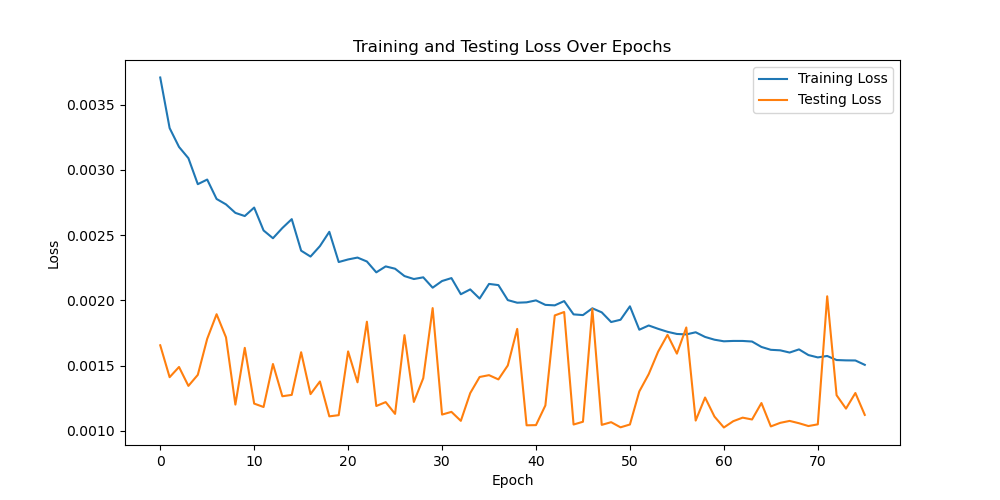 Training and Testing Loss Over Epochs
Training Loss
Testing Loss
Loss
0.0035
0.0030
0.0025
0.0020
0.0015
0.0010
0 10 20 30 40 50 60 70
Epoch